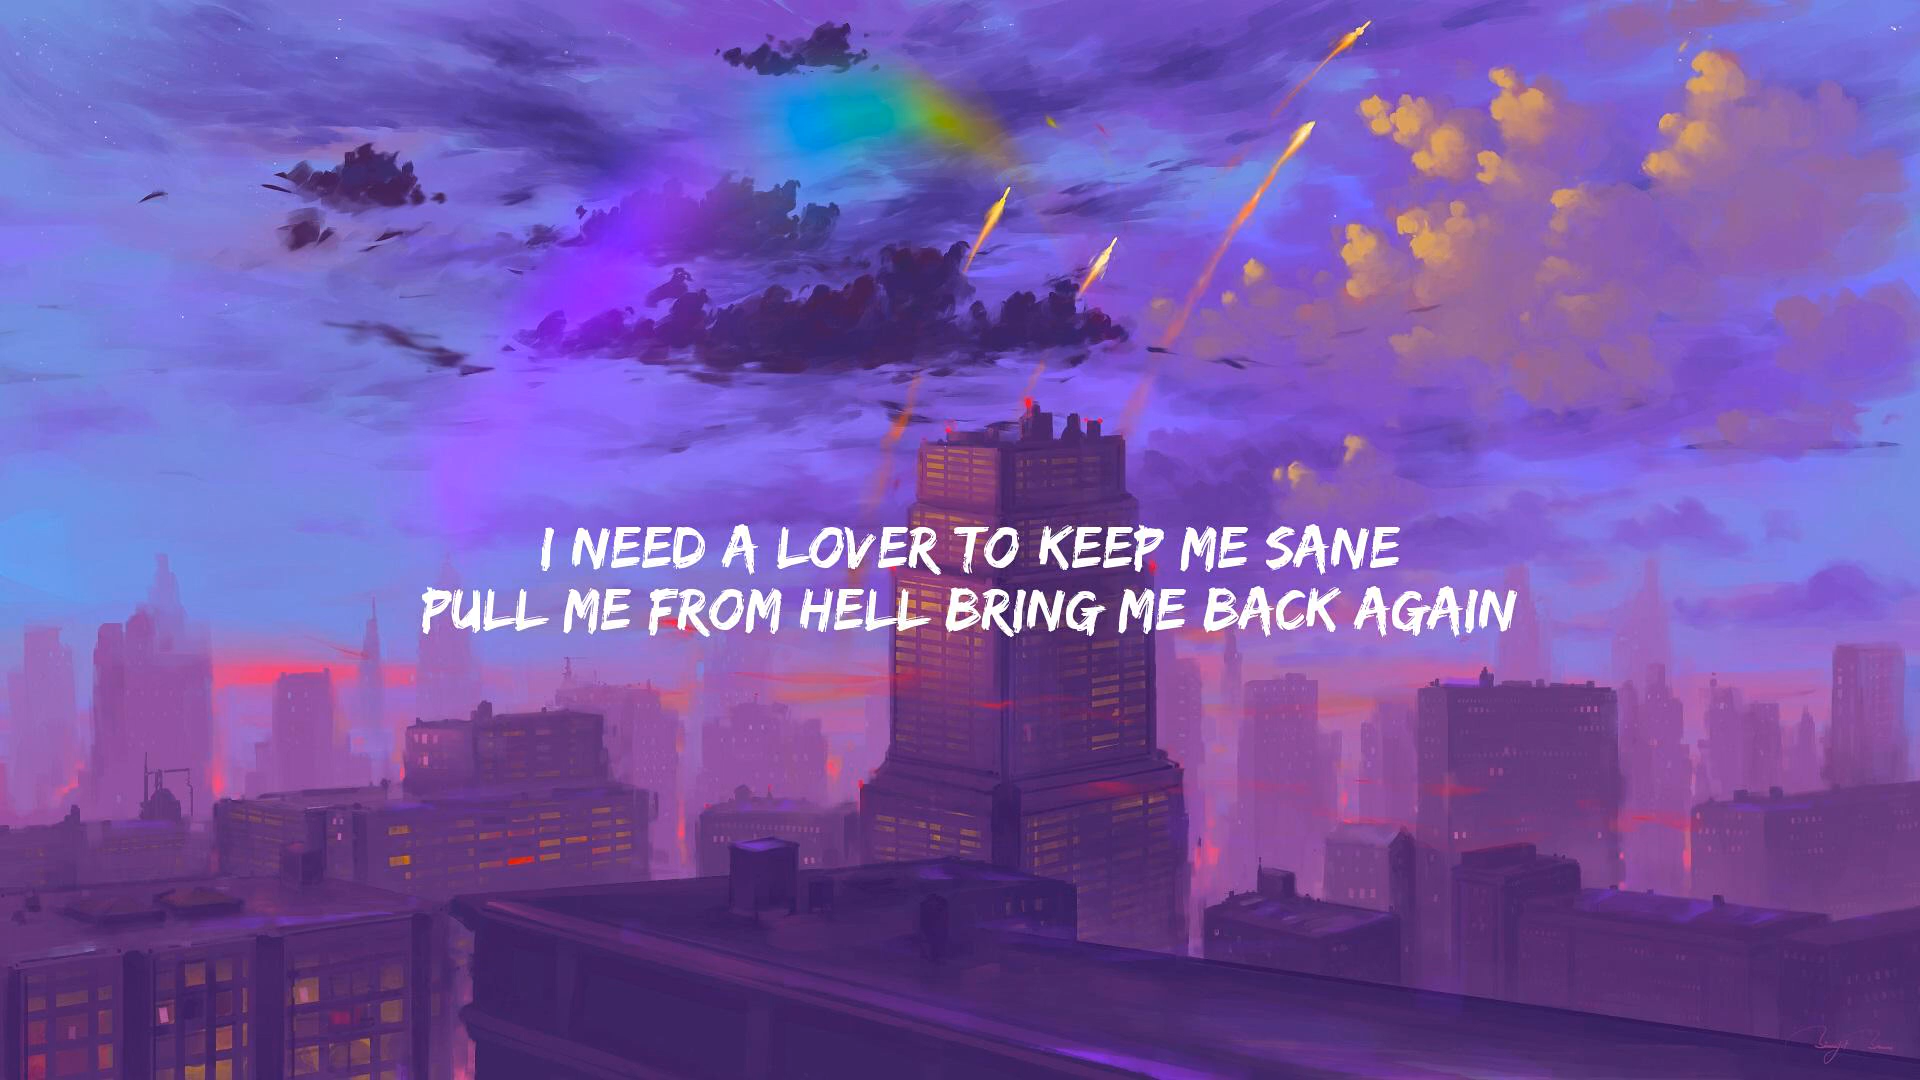 I NEED A LOVER TO KEEP ME SANE
PULL ME FROM HELL BRING ME BACK AGAIN